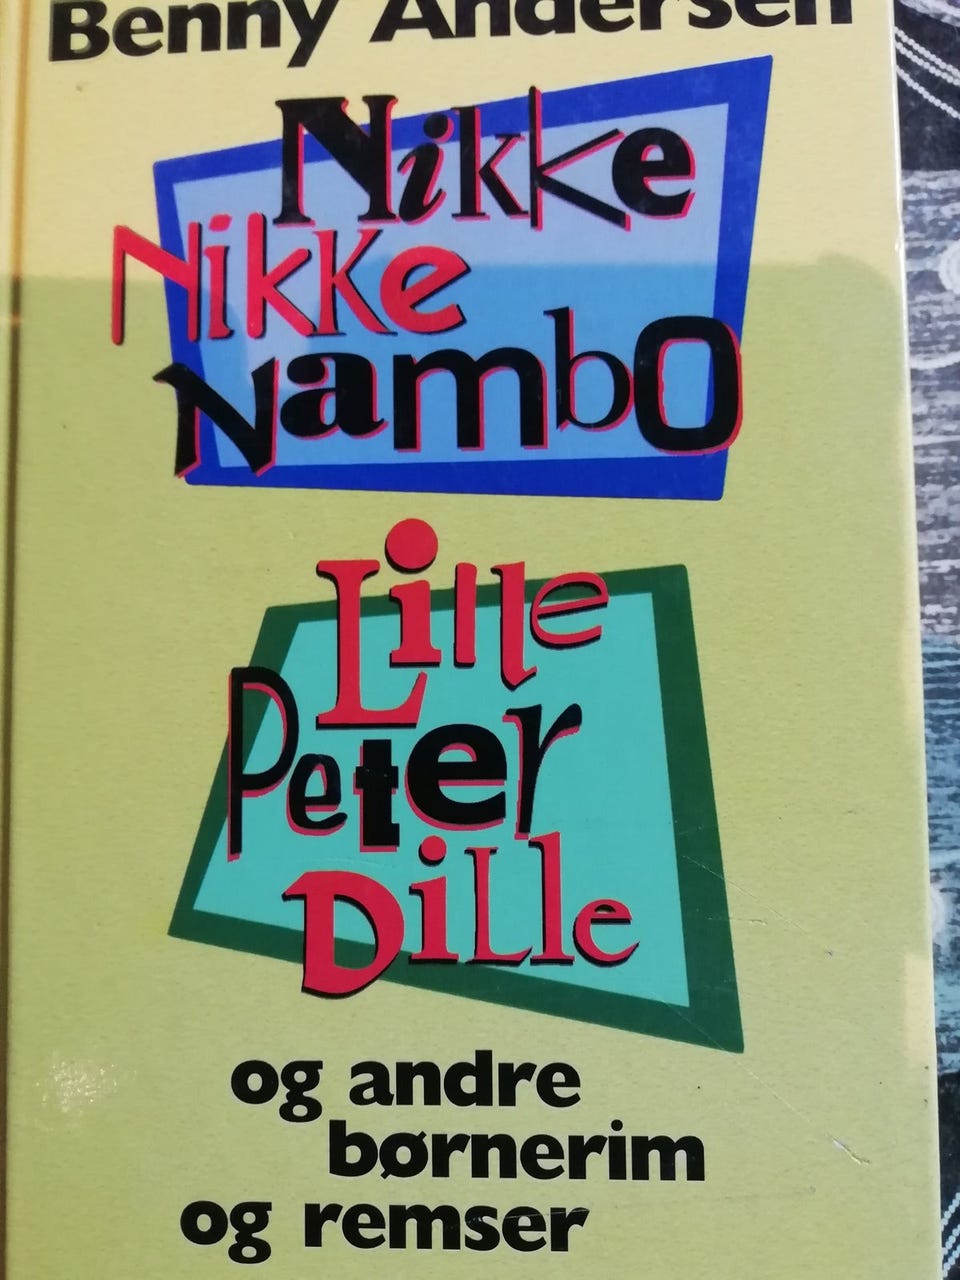 Benny Andersen
Nikke
Nikke
Nambo
Lille
Peter
Dille
og andre
børnerim
og remser